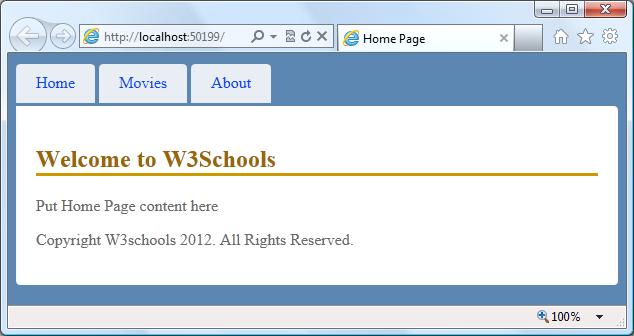 http://localhost:50199/
Home Page
Home Movies About
Welcome to W3Schools
Put Home Page content here
Copyright W3schools 2012. All Rights Reserved.
100%